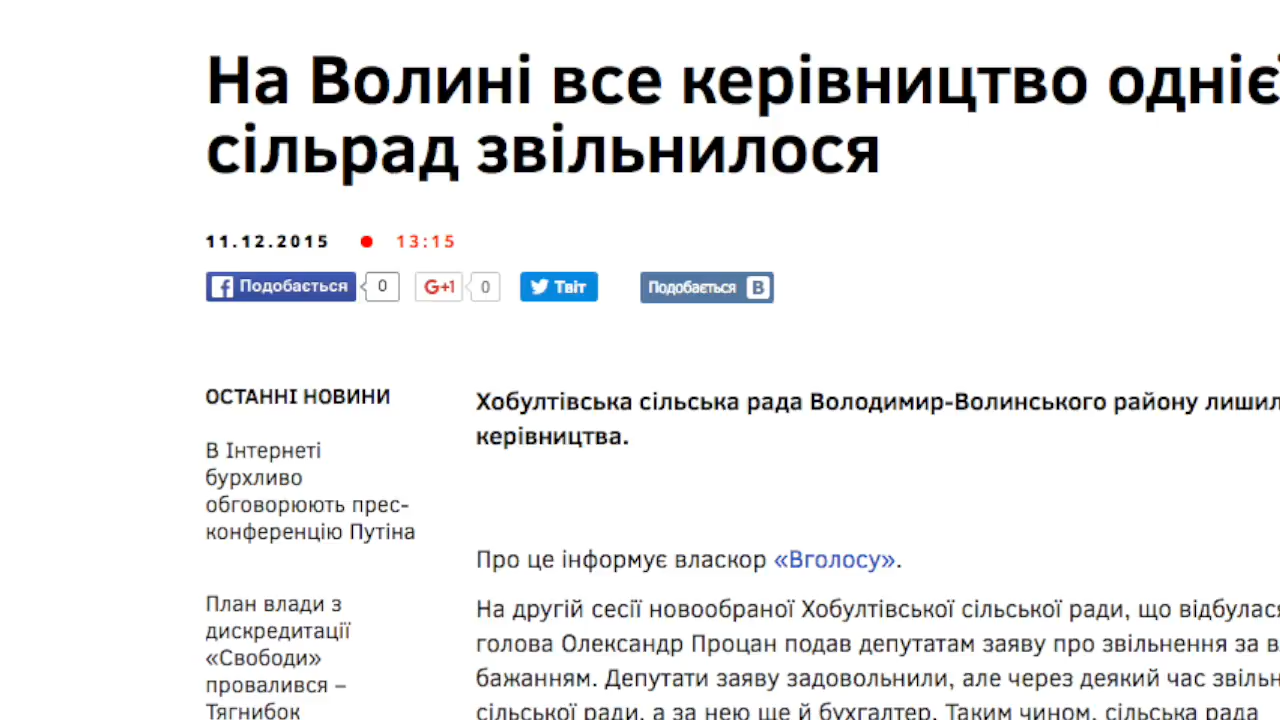 На Волині все керівництво однієї
сільрад звільнилося
11.12.2015 13:15
Подобається 0 G+1 0 Твіт Подобається B
ОСТАННІ НОВИНИ
В Інтернеті
бурхливо
обговорюють прес-
конференцію Путіна
План влади з
дискредитації
«Свободи»
провалився –
Тягнибок
Хобултівська сільська рада Володимир-Волинського району
керівництва.
Про це інформує власкор «Вголосу».
На другій сесії новообраної Хобултівської сільської ради, що
голова Олександр Процан подав депутатам заяву про звільнення за
бажанням. Депутати заяву задовольнили, але через деякий час
сільської ради, а за нею ще й бухгалтер. Таким чином, сільська рада